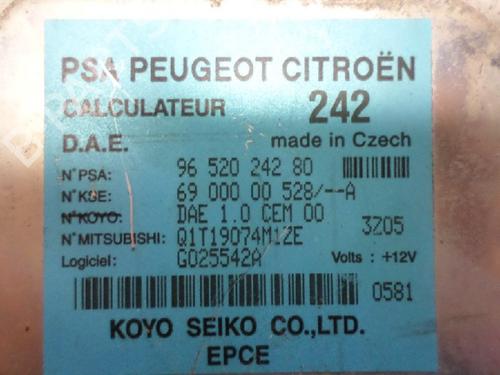 PSA PEUGEOT CITROËN
CALCULATEUR 242
D.A.E. made in Czech
N°PSA: 96 520 242 80
N°KSE: 69 000 00 528/--A
N°KOYO: DAE 1.0 CEM 00 3Z05
N°MITSUBISHI: Q1T19074M1ZE
Logiciel: G025542A Volts : +12V
0581
KOYO SEIKO CO.,LTD.
EPCE